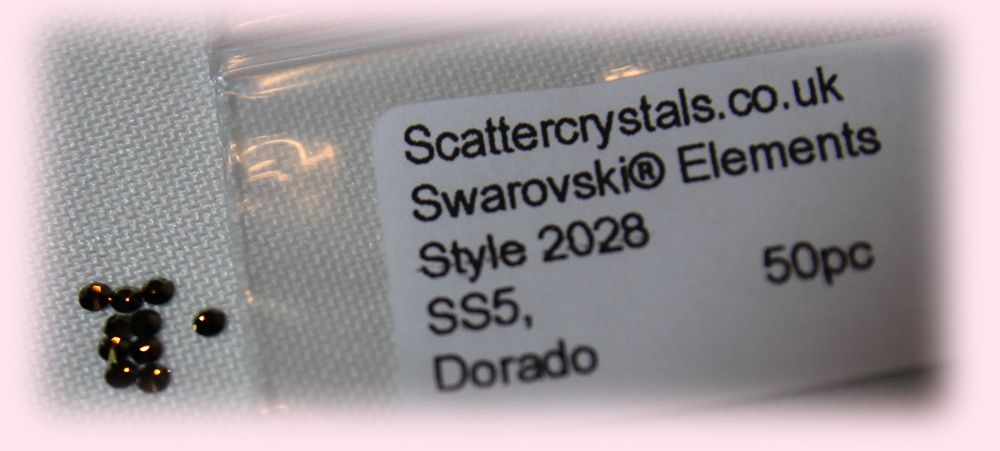 Scattercrystals.co.uk
Swarovski® Elements
Style 2028
50pc
SS5,
Dorado